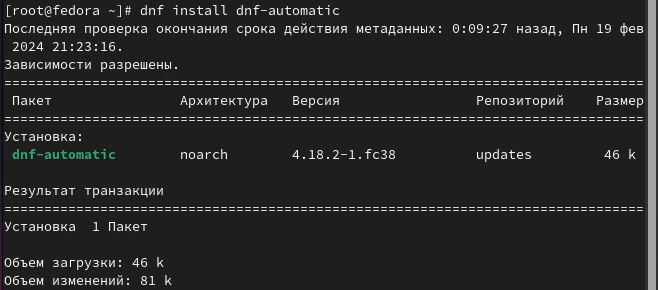 [root@fedora ~]# dnf install dnf-automatic
Последняя проверка окончания срока действия метаданных: 0:09:27 назад, Пн 19 фев
2024 21:23:16.
Зависимости разрешены.
================================================================================
Пакет Архитектура Версия Репозиторий Размер
================================================================================
Установка:
dnf-automatic noarch 4.18.2-1.fc38 updates 46 k
Результат транзакции
================================================================================
Установка 1 Пакет
Объем загрузки: 46 k
Объем изменений: 81 k